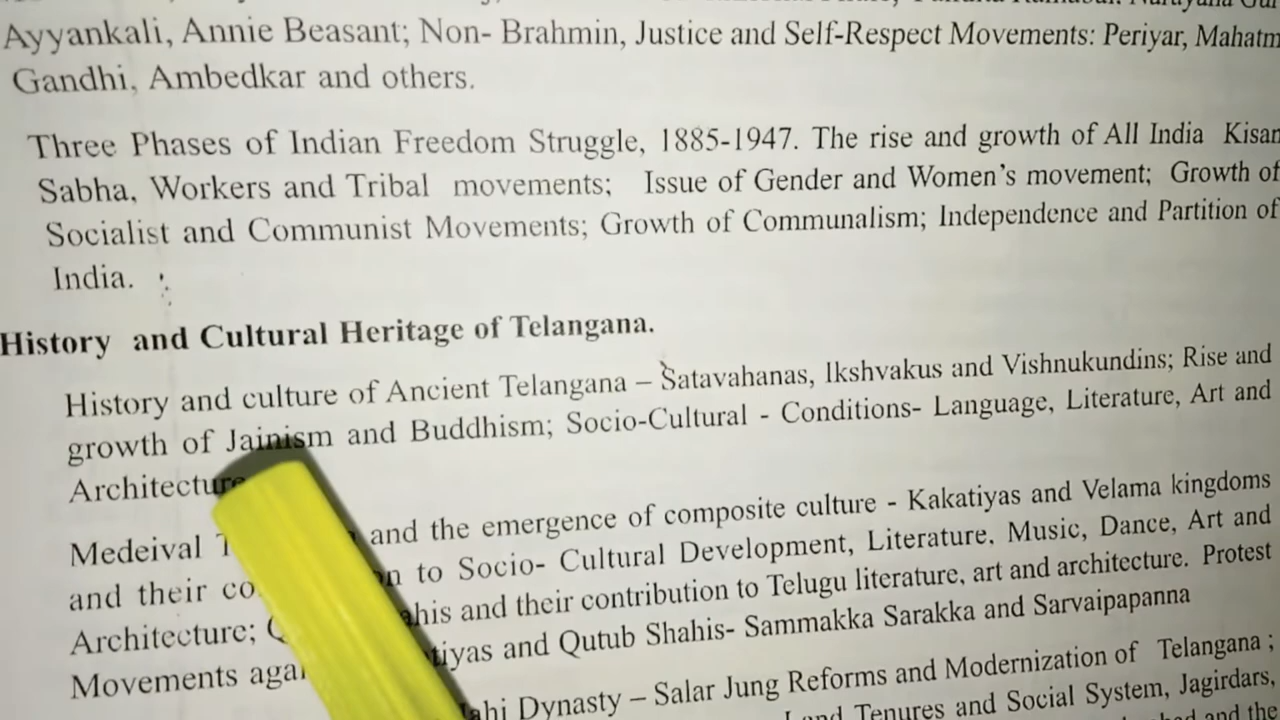 Ayyankali, Annie Beasant; Non- Brahmin, Justice and Self-Respect Movements: Periyar, Mahatm
Gandhi, Ambedkar and others.
Three Phases of Indian Freedom Struggle, 1885-1947. The rise and growth of All India Kisan
Sabha, Workers and Tribal movements; Issue of Gender and Women's movement; Growth of
Socialist and Communist Movements; Growth of Communalism; Independence and Partition of
India.
History and Cultural Heritage of Telangana.
History and culture of Ancient Telangana – Satavahanas, Ikshvakus and Vishnukundins; Rise and
growth of Jainism and Buddhism; Socio-Cultural - Conditions- Language, Literature, Art and
Architecture
Medeival and the emergence of composite culture - Kakatiyas and Velama kingdoms
and their to Socio- Cultural Development, Literature, Music, Dance, Art and
Architecture; and their contribution to Telugu literature, art and architecture. Protest
Movements and Qutub Shahis- Sammakka Sarakka and Sarvaipapanna
Dynasty – Salar Jung Reforms and Modernization of Telangana ;
Land Tenures and Social System, Jagirdars,
and the